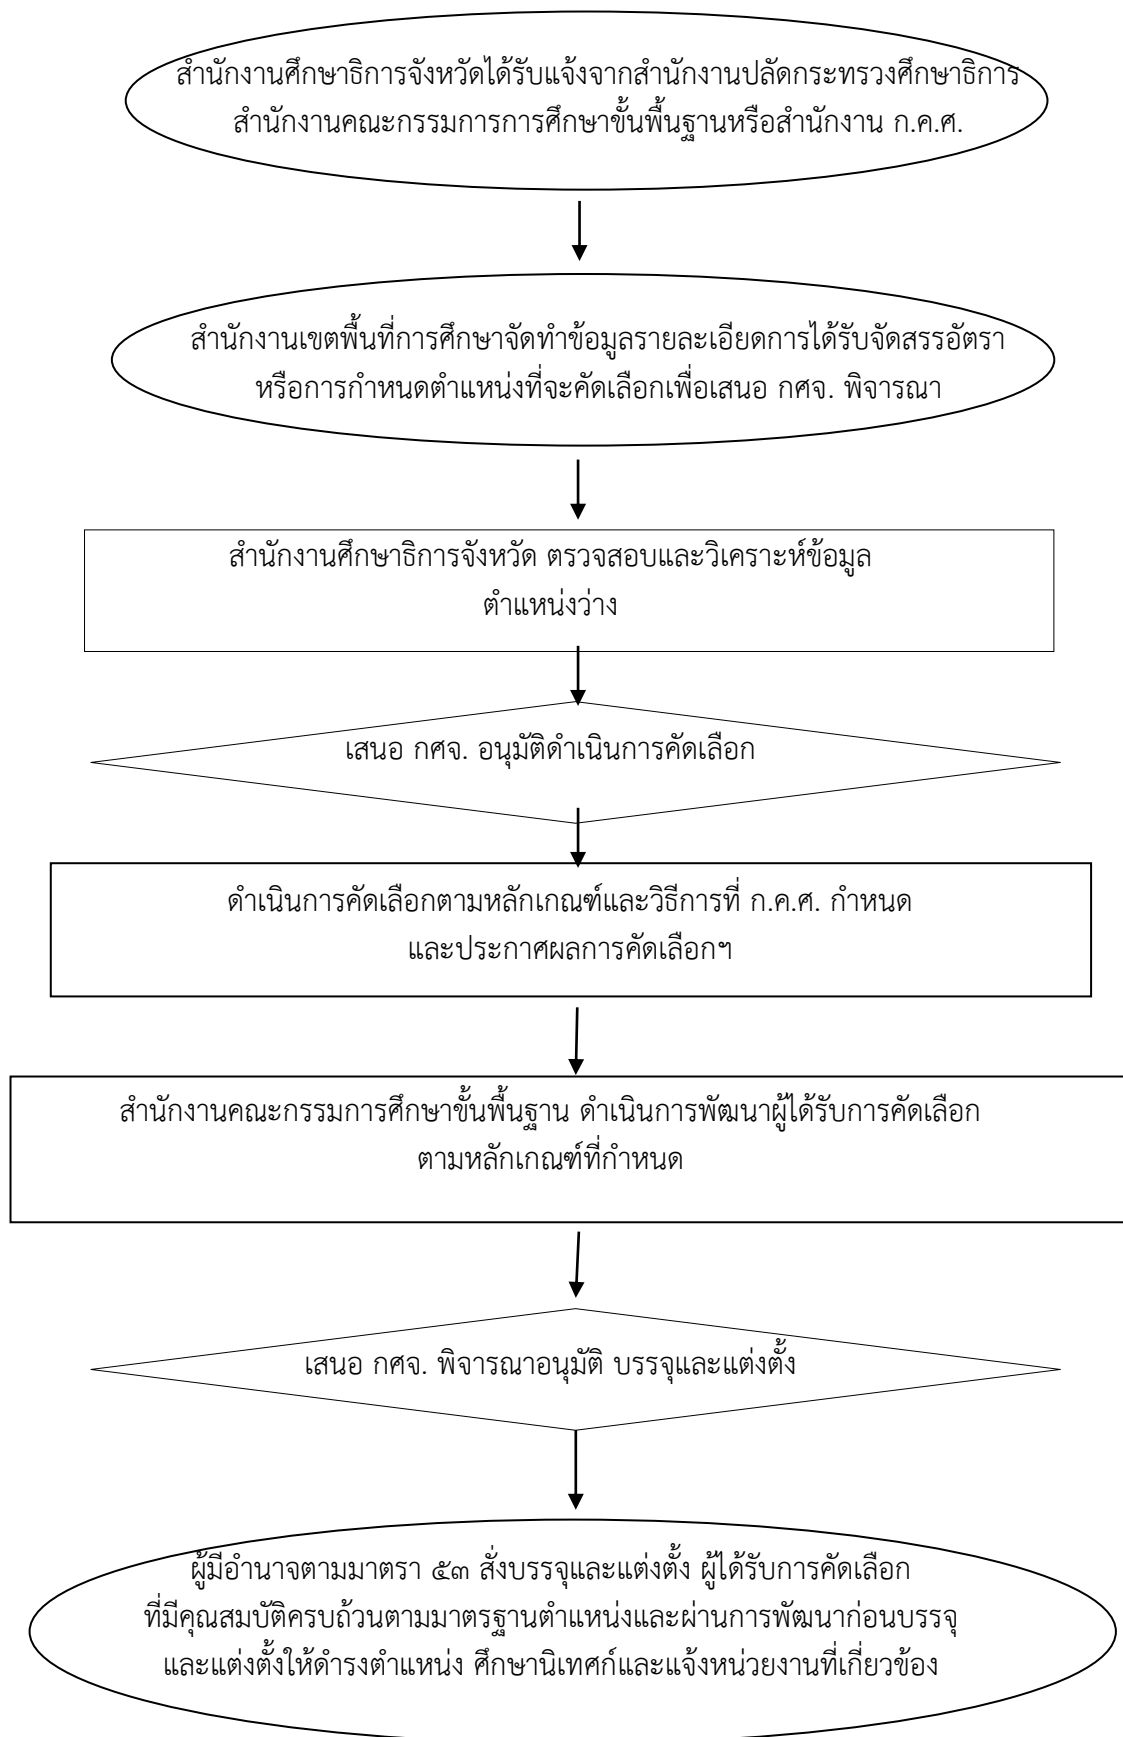 สำนักงานศึกษาธิการจังหวัดได้รับแจ้งจากสำนักงานปลัดกระทรวงศึกษาธิการ
สำนักงานคณะกรรมการการศึกษาขั้นพื้นฐานหรือสำนักงาน ก.ค.ศ.
สำนักงานเขตพื้นที่การศึกษาจัดทำข้อมูลรายละเอียดการได้รับจัดสรรอัตรา
หรือการกำหนดตำแหน่งที่จะคัดเลือกเพื่อเสนอ กศจ. พิจารณา
สำนักงานศึกษาธิการจังหวัด ตรวจสอบและวิเคราะห์ข้อมูล
ตำแหน่งว่าง
เสนอ กศจ. อนุมัติดำเนินการคัดเลือก
ดำเนินการคัดเลือกตามหลักเกณฑ์และวิธีการที่ ก.ค.ศ. กำหนด
และประกาศผลการคัดเลือกฯ
สำนักงานคณะกรรมการศึกษาขั้นพื้นฐาน ดำเนินการพัฒนาผู้ได้รับการคัดเลือก
ตามหลักเกณฑ์ที่กำหนด
เสนอ กศจ. พิจารณาอนุมัติ บรรจุและแต่งตั้ง
ผู้มีอำนาจตามมาตรา ๕๓ สั่งบรรจุและแต่งตั้ง ผู้ได้รับการคัดเลือก
ที่มีคุณสมบัติครบถ้วนตามมาตรฐานตำแหน่งและผ่านการพัฒนาก่อนบรรจุ
และแต่งตั้งให้ดำรงตำแหน่ง ศึกษานิเทศก์และแจ้งหน่วยงานที่เกี่ยวข้อง